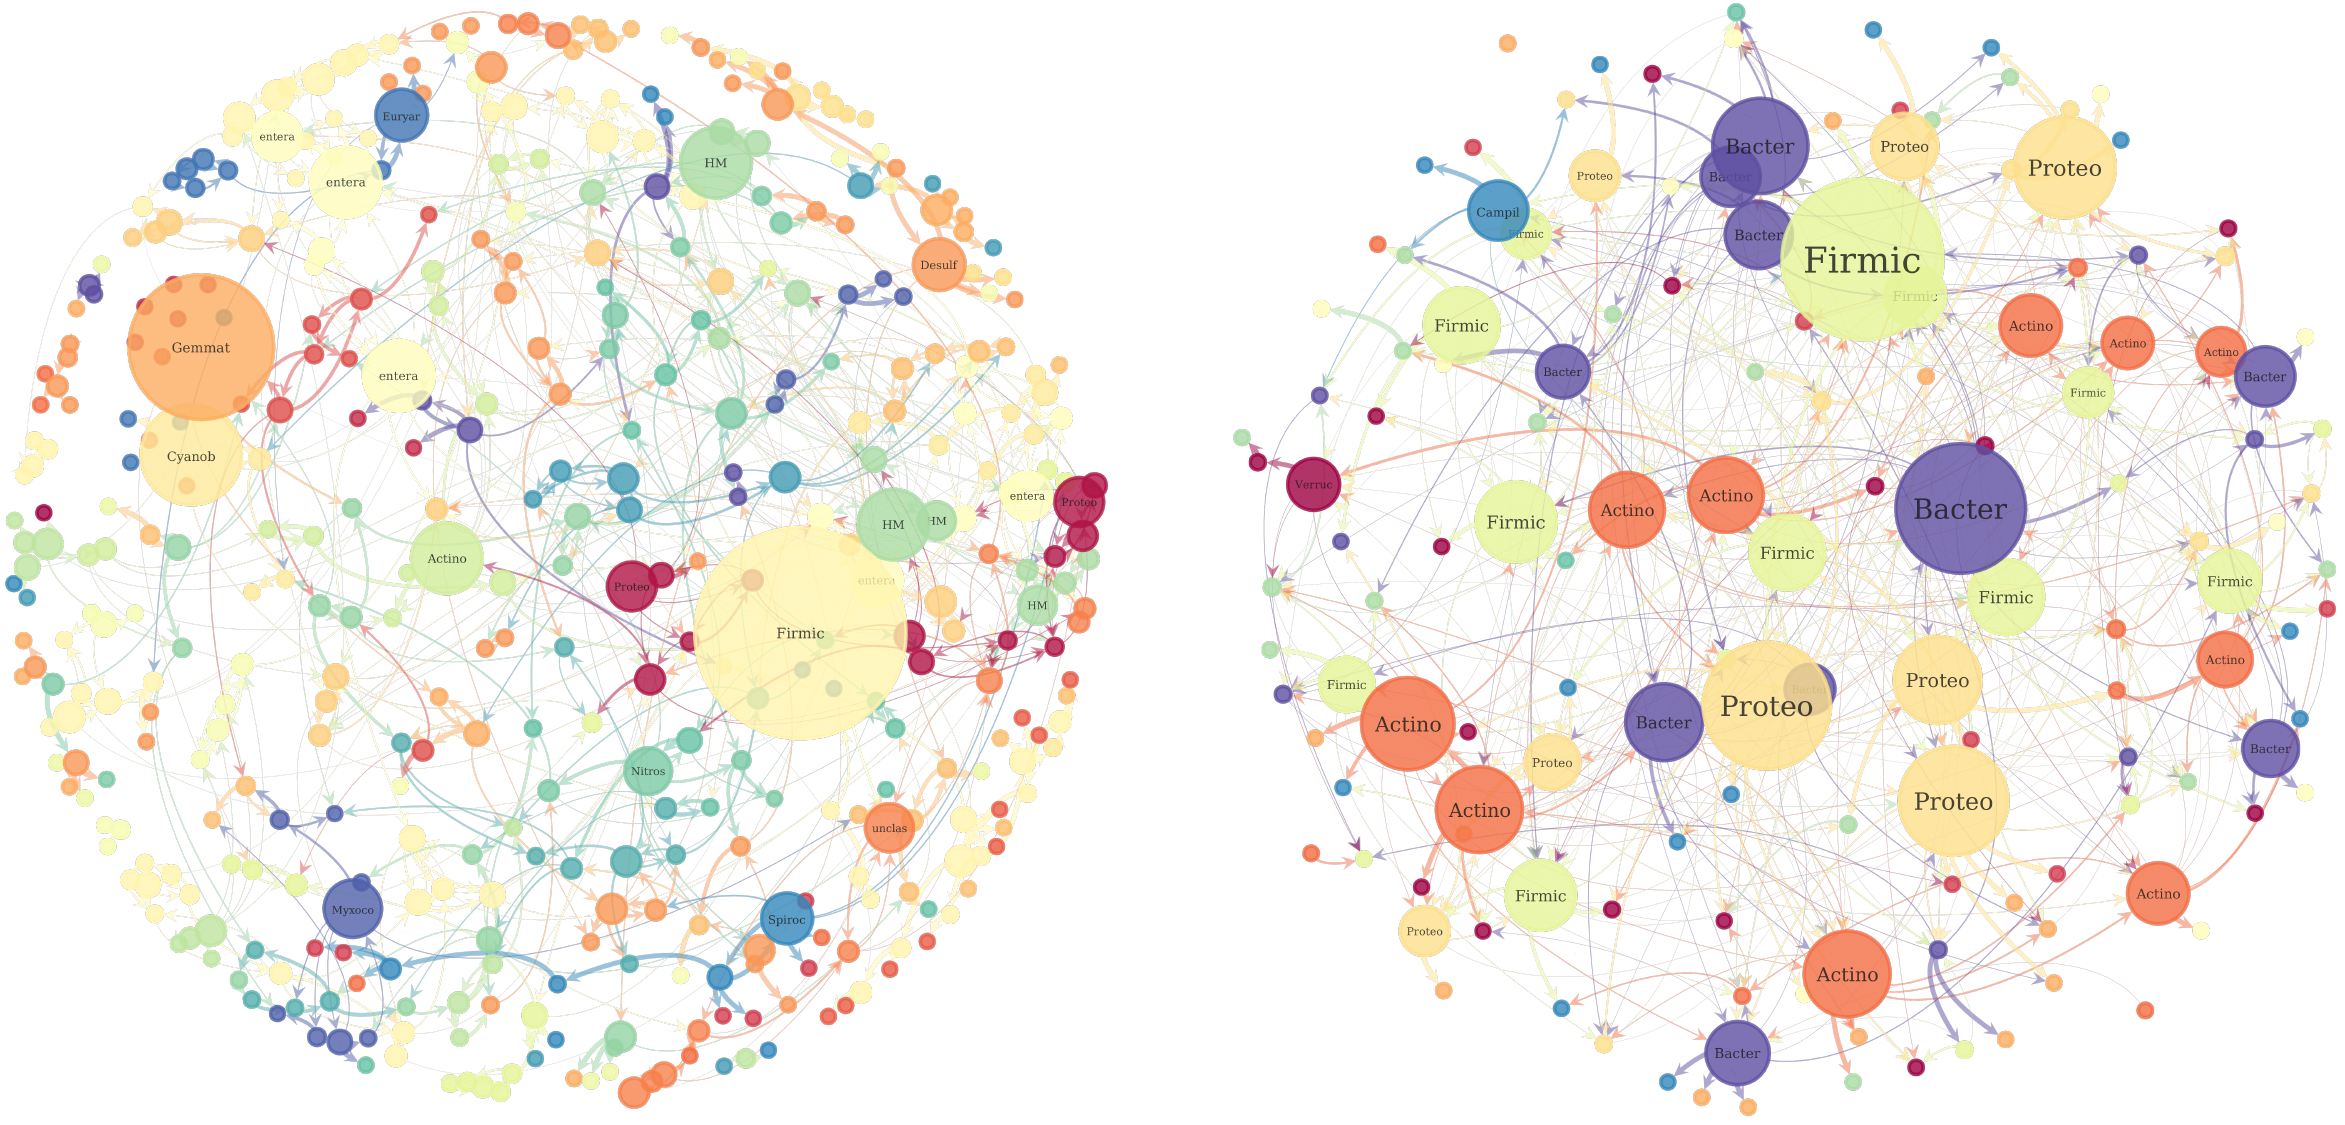 Euryar
entera
HM
entera
Desulf
Gemmat
entera
Cyanob
entera
Proteo
HM
HM
Actino
entera
Proteo
HM
Firmic
Nitros
unclas
Myxoco
Spiroc
Bacter
Proteo
Proteo
Proteo
Bacter
Campil
Firmic
Bacter
Firmic
Firmic
Firmic
Actino
Actino
Actino
Bacter
Bacter
Firmic
Verruc
Actino
Actino
Bacter
Firmic
Firmic
Firmic
Firmic
Actino
Proteo
Firmic
Bacter
Proteo
Actino
Bacter
Bacter
Proteo
Proteo
Actino
Actino
Firmic
Proteo
Actino
Bacter